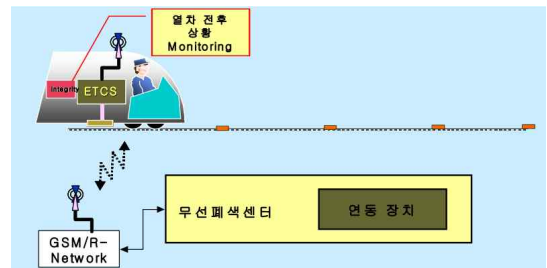 열차 전후
상황
Monitoring
Integrity
ETCS
무선폐색센터
연동 장치
GSM/R-
Network